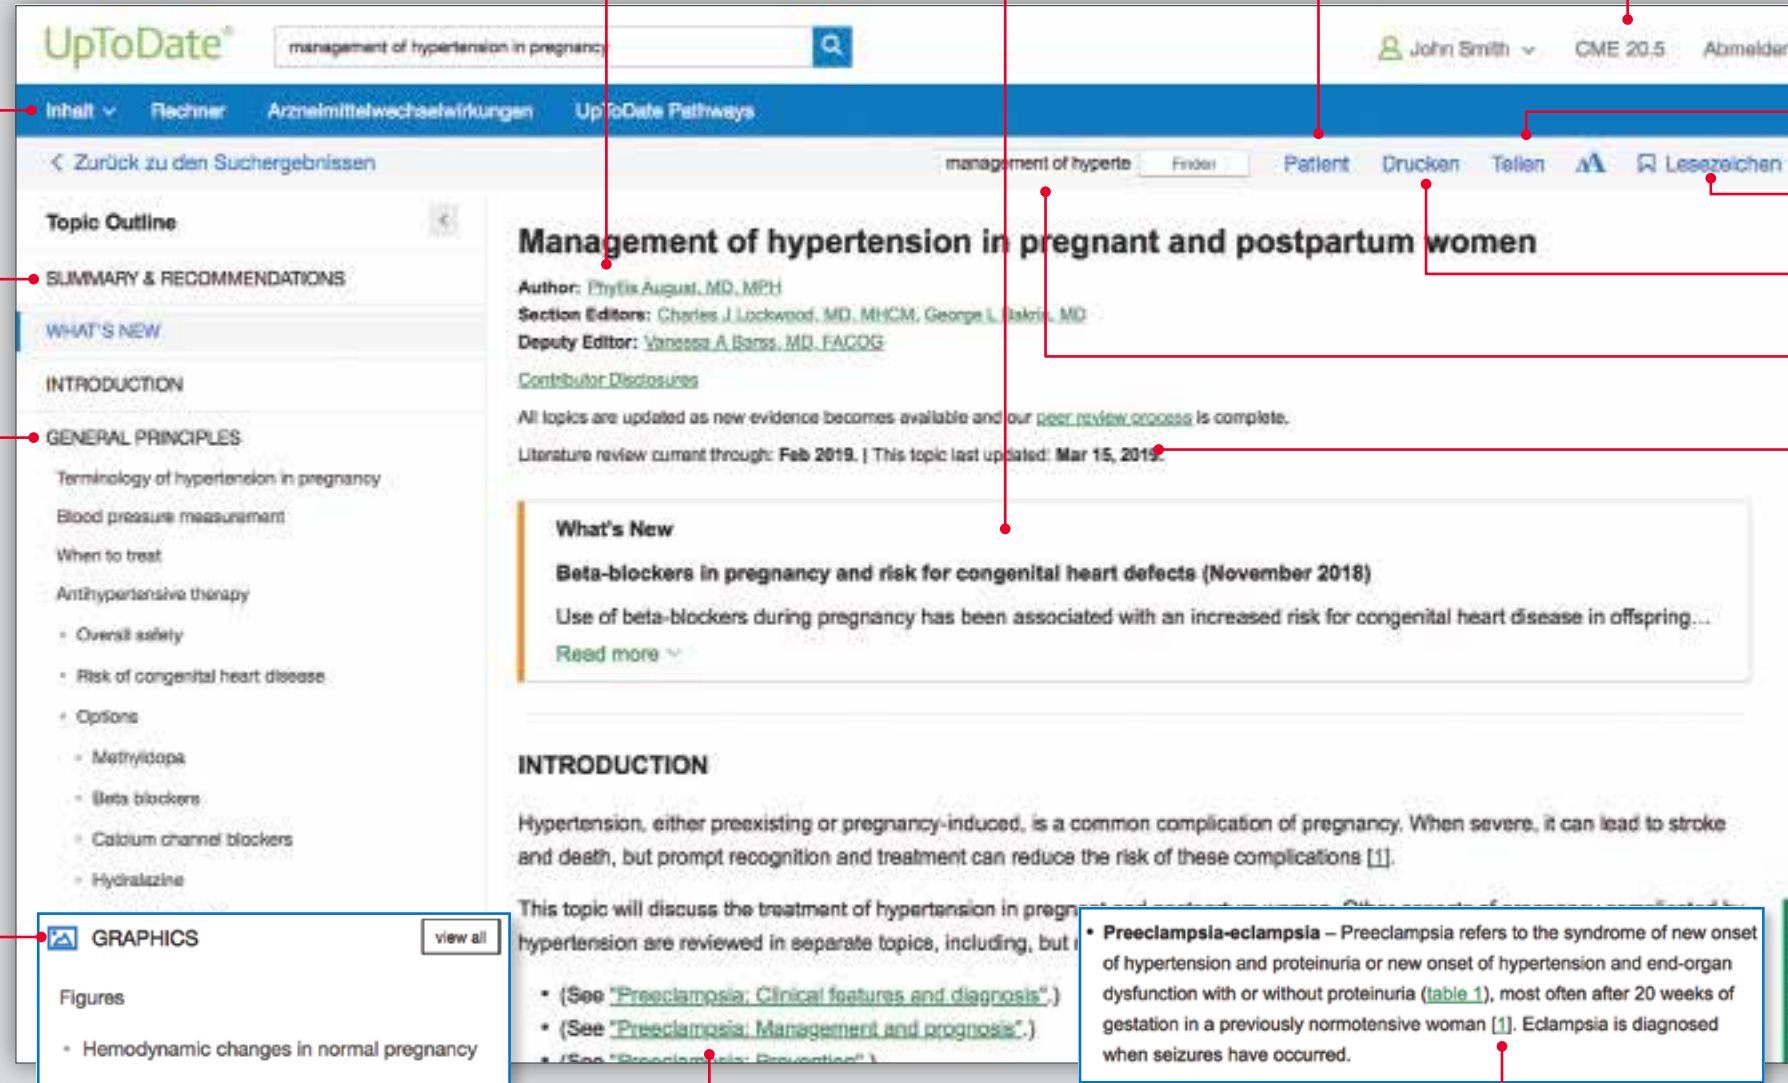 UpToDate®
management of hypertension in pregnancy
John Smith
CME 20.5
Abmelden
Inhalt
Rechner
Arzneimittelwechselwirkungen
UpToDate Pathways
Zurück zu den Suchergebnissen
management of hyperte
Finden
Patient
Drucken
Teilen
AA
Lesezeichen
Topic Outline
SUMMARY & RECOMMENDATIONS
WHAT'S NEW
INTRODUCTION
GENERAL PRINCIPLES
Terminology of hypertension in pregnancy
Blood pressure measurement
When to treat
Antihypertensive therapy
• Overall safety
• Risk of congenital heart disease
• Options
• Methyldopa
• Beta blockers
• Calcium channel blockers
• Hydralazine
GRAPHICS
view all
Figures
• Hemodynamic changes in normal pregnancy
Management of hypertension in pregnant and postpartum women
Author: Phyllis August, MD, MPH
Section Editors: Charles J Lockwood, MD, MHCM, George L Bakris, MD
Deputy Editor: Vanessa A Barss, MD, FACOG
Contributor Disclosures
All topics are updated as new evidence becomes available and our peer review process is complete.
Literature review current through: Feb 2019. | This topic last updated: Mar 15, 2019.
What's New
Beta-blockers in pregnancy and risk for congenital heart defects (November 2018)
Use of beta-blockers during pregnancy has been associated with an increased risk for congenital heart disease in offspring...
Read more
INTRODUCTION
Hypertension, either preexisting or pregnancy-induced, is a common complication of pregnancy. When severe, it can lead to stroke
and death, but prompt recognition and treatment can reduce the risk of these complications [1].
This topic will discuss the treatment of hypertension in pregnant and postpartum women. Other aspects of pregnancy complicated by
hypertension are reviewed in separate topics, including, but
• (See "Preeclampsia: Clinical features and diagnosis".)
• (See "Preeclampsia: Management and prognosis".)
• (See "Preeclampsia: Prevention".)
• Preeclampsia-eclampsia – Preeclampsia refers to the syndrome of new onset
of hypertension and proteinuria or new onset of hypertension and end-organ
dysfunction with or without proteinuria (table 1), most often after 20 weeks of
gestation in a previously normotensive woman [1]. Eclampsia is diagnosed
when seizures have occurred.